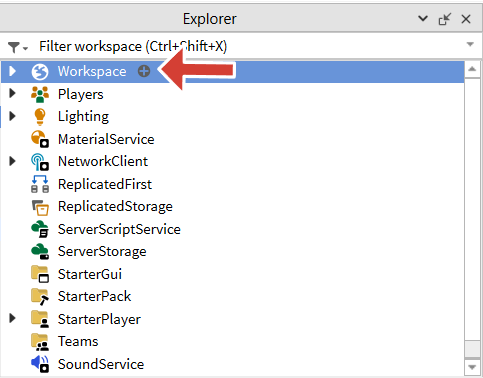 Explorer
Filter workspace (Ctrl+Shift+X)
Workspace
Players
Lighting
MaterialService
NetworkClient
ReplicatedFirst
ReplicatedStorage
ServerScriptService
ServerStorage
StarterGui
StarterPack
StarterPlayer
Teams
SoundService